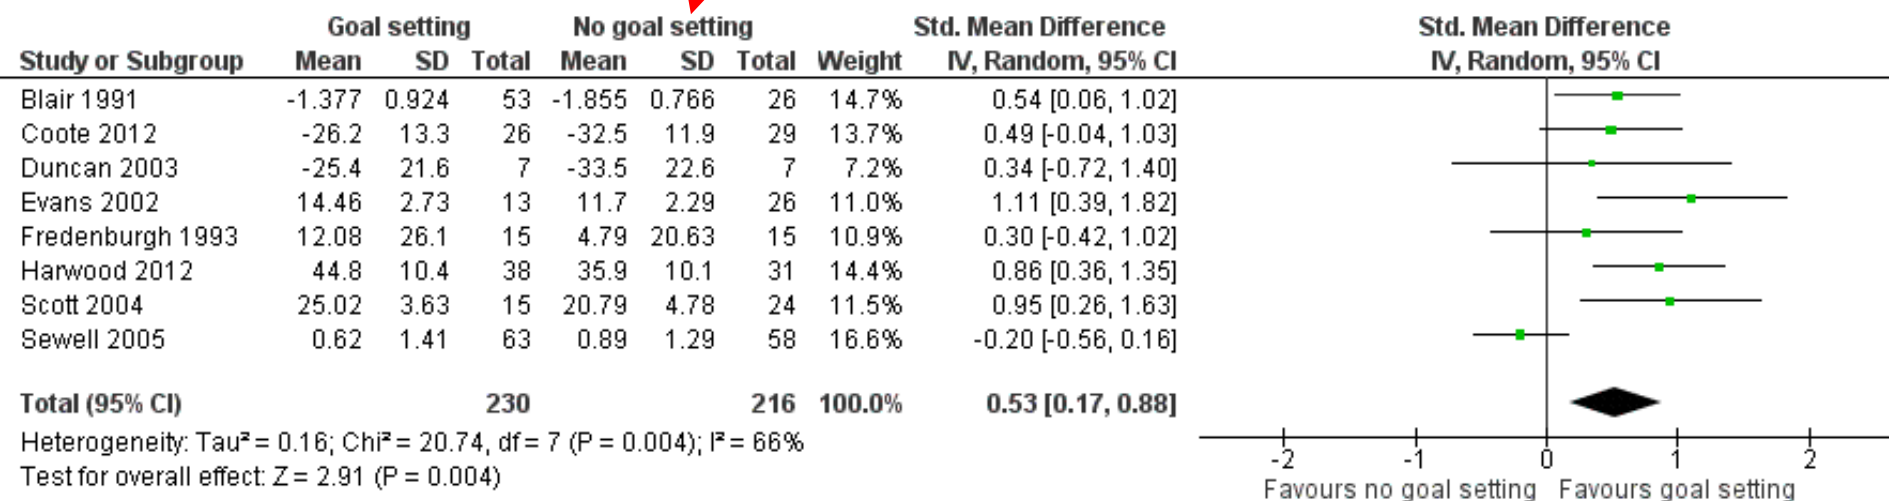 Goal setting No goal setting Std. Mean Difference Std. Mean Difference
Study or Subgroup Mean SD Total Mean SD Total Weight IV, Random, 95% CI IV, Random, 95% CI
Blair 1991 -1.377 0.924 53 -1.855 0.766 26 14.7% 0.54 [0.06, 1.02]
Coote 2012 -26.2 13.3 26 -32.5 11.9 29 13.7% 0.49 [-0.04, 1.03]
Duncan 2003 -25.4 21.6 7 -33.5 22.6 7 7.2% 0.34 [-0.72, 1.40]
Evans 2002 14.46 2.73 13 11.7 2.29 26 11.0% 1.11 [0.39, 1.82]
Fredenburgh 1993 12.08 26.1 15 4.79 20.63 15 10.9% 0.30 [-0.42, 1.02]
Harwood 2012 44.8 10.4 38 35.9 10.1 31 14.4% 0.86 [0.36, 1.35]
Scott 2004 25.02 3.63 15 20.79 4.78 24 11.5% 0.95 [0.26, 1.63]
Sewell 2005 0.62 1.41 63 0.89 1.29 58 16.6% -0.20 [-0.56, 0.16]
Total (95% CI) 230 216 100.0% 0.53 [0.17, 0.88]
Heterogeneity: Tau² = 0.16; Chi² = 20.74, df = 7 (P = 0.004); I² = 66%
Test for overall effect: Z = 2.91 (P = 0.004)
-2 -1 0 1 2
Favours no goal setting Favours goal setting